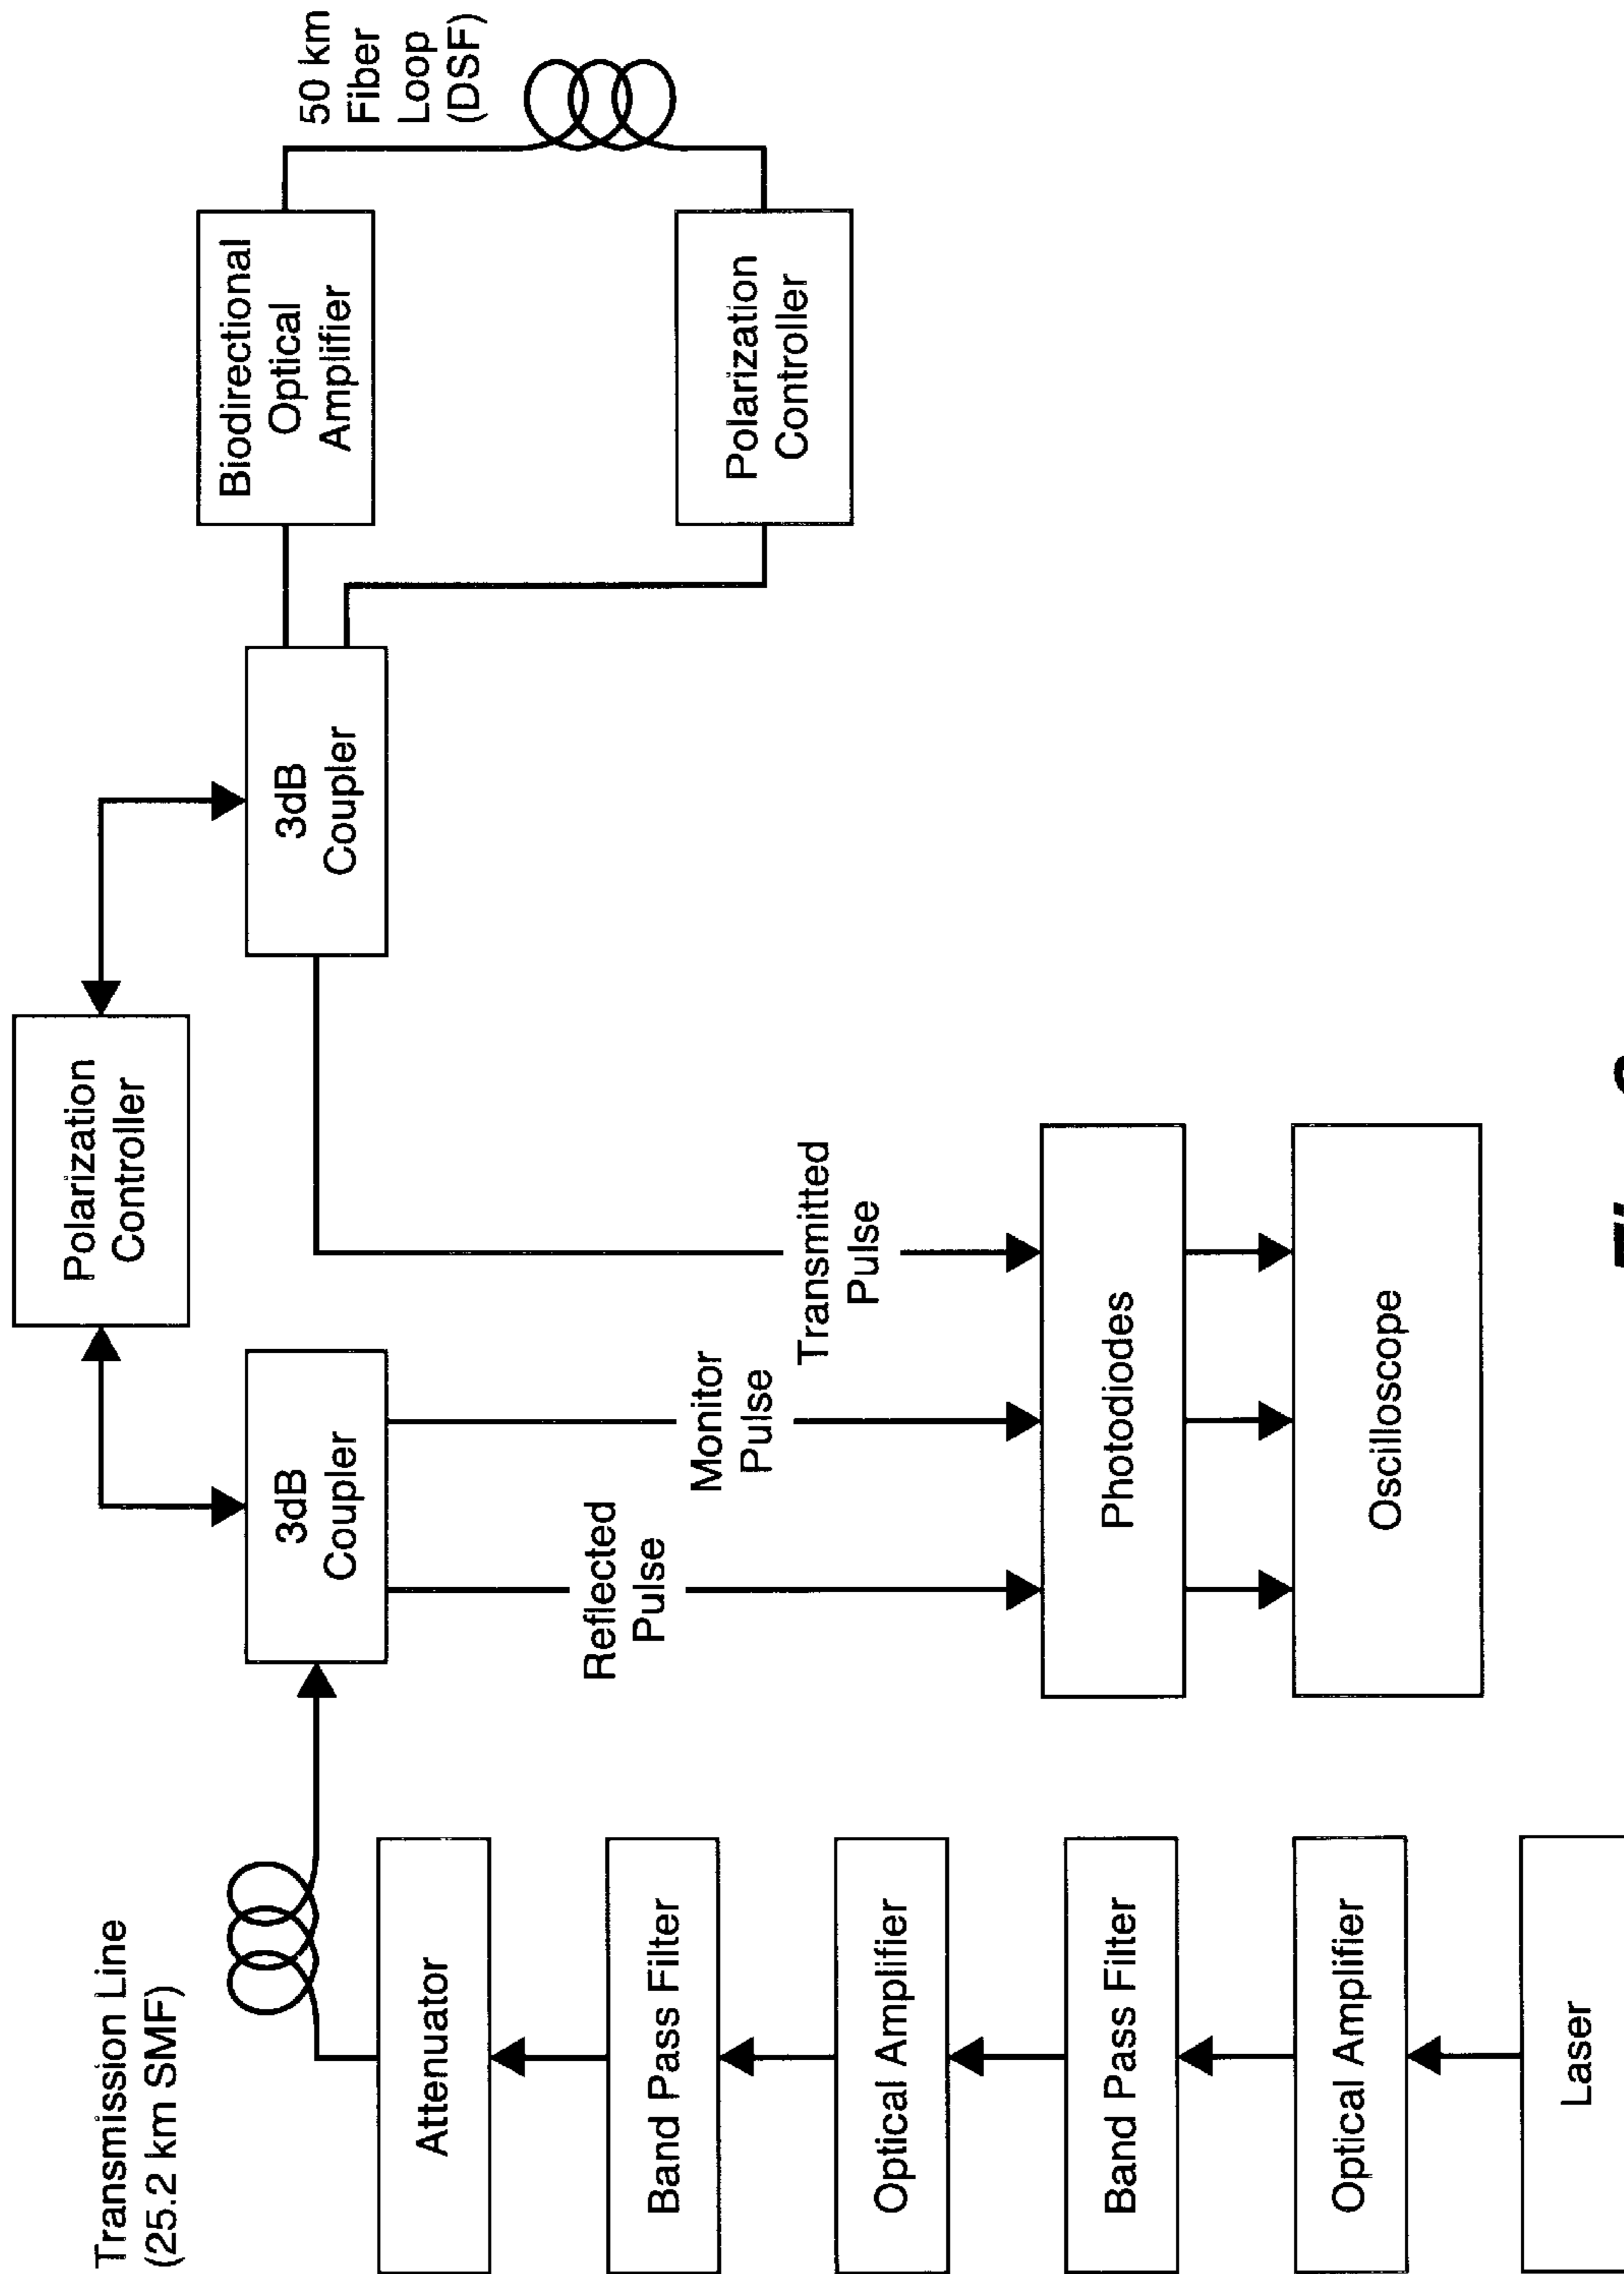 Transmission Line
(25.2 km SMF)
Attenuator
Band Pass Filter
Optical Amplifier
Band Pass Filter
Optical Amplifier
Laser
3dB
Coupler
Reflected
Pulse
Monitor
Pulse
Transmitted
Pulse
Photodiodes
Oscilloscope
Polarization
Controller
3dB
Coupler
Biodirectional
Optical
Amplifier
Polarization
Controller
50 km
Fiber
Loop
(DSF)